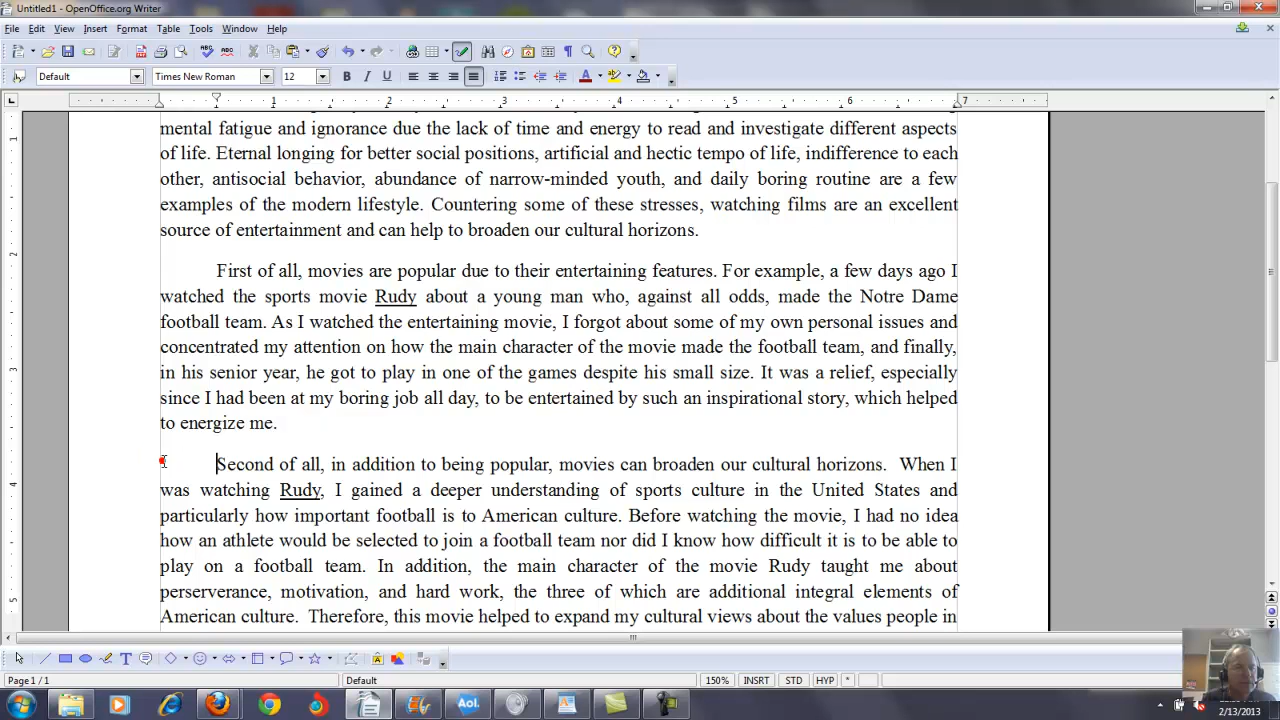 Untitled1 - OpenOffice.org Writer
File Edit View Insert Format Table Tools Window Help
Default Times New Roman 12
1 2 3 4 5 6 7
mental fatigue and ignorance due the lack of time and energy to read and investigate different aspects
of life. Eternal longing for better social positions, artificial and hectic tempo of life, indifference to each
other, antisocial behavior, abundance of narrow-minded youth, and daily boring routine are a few
examples of the modern lifestyle. Countering some of these stresses, watching films are an excellent
source of entertainment and can help to broaden our cultural horizons.
First of all, movies are popular due to their entertaining features. For example, a few days ago I
watched the sports movie Rudy about a young man who, against all odds, made the Notre Dame
football team. As I watched the entertaining movie, I forgot about some of my own personal issues and
concentrated my attention on how the main character of the movie made the football team, and finally,
in his senior year, he got to play in one of the games despite his small size. It was a relief, especially
since I had been at my boring job all day, to be entertained by such an inspirational story, which helped
to energize me.
Second of all, in addition to being popular, movies can broaden our cultural horizons. When I
was watching Rudy, I gained a deeper understanding of sports culture in the United States and
particularly how important football is to American culture. Before watching the movie, I had no idea
how an athlete would be selected to join a football team nor did I know how difficult it is to be able to
play on a football team. In addition, the main character of the movie Rudy taught me about
perserverance, motivation, and hard work, the three of which are additional integral elements of
American culture. Therefore, this movie helped to expand my cultural views about the values people in
Page 1 / 1 Default 150% INSRT STD HYP *
Aol.
2/13/2013